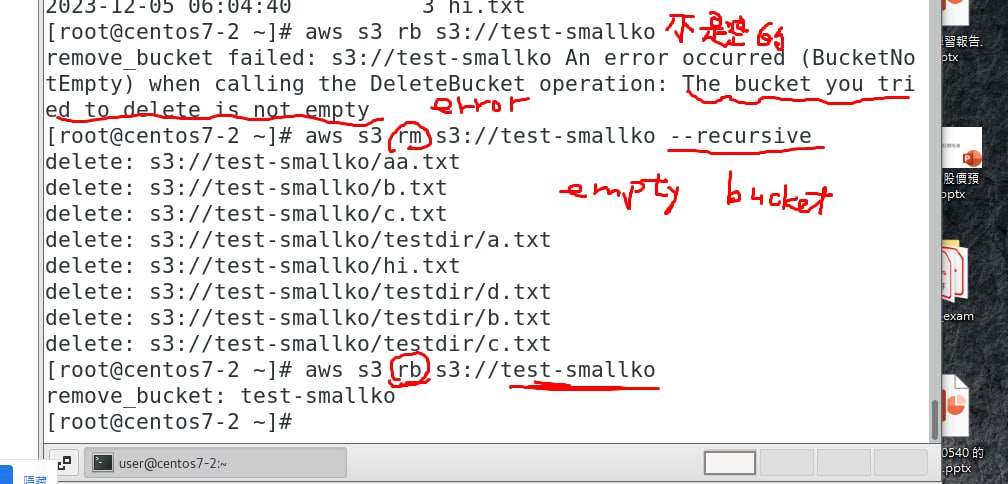 2023-12-05 06:04:40          3 hi.txt
[root@centos7-2 ~]# aws s3 rb s3://test-smallko 不是空的
remove_bucket failed: s3://test-smallko An error occurred (BucketNo
tEmpty) when calling the DeleteBucket operation: The bucket you tri
ed to delete is not empty error
[root@centos7-2 ~]# aws s3 rm s3://test-smallko --recursive
delete: s3://test-smallko/aa.txt
delete: s3://test-smallko/b.txt
empty bucket
delete: s3://test-smallko/c.txt
delete: s3://test-smallko/testdir/a.txt
delete: s3://test-smallko/hi.txt
delete: s3://test-smallko/testdir/d.txt
delete: s3://test-smallko/testdir/b.txt
delete: s3://test-smallko/testdir/c.txt
[root@centos7-2 ~]# aws s3 rb s3://test-smallko
remove_bucket: test-smallko
[root@centos7-2 ~]#
user@centos7-2:~
隱藏
習報告.
ptx
股價預
pptx
exam
0540 的
.pptx